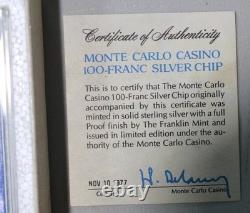 Certificate of Authenticity
MONTE CARLO CASINO
100-FRANC SILVER CHIP
This is to certify that The Monte Carlo
Casino 100-Franc Silver Chip originally
accompanied by this certificate was
minted in solid sterling silver with a full
Proof finish by The Franklin Mint and
issued in limited edition under the
authority of the Monte Carlo Casino.
NOV 10 1977
Monte Carlo Casino